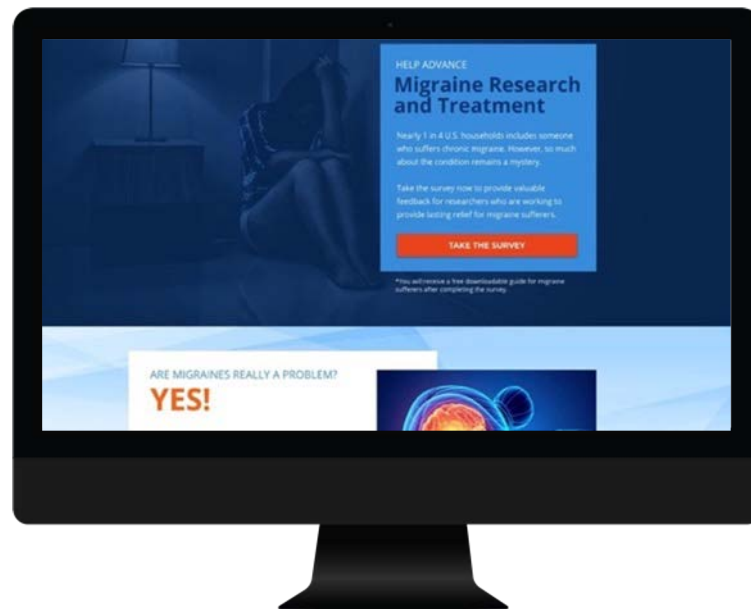 HELP ADVANCE
Migraine Research
and Treatment
Nearly 1 in 4 U.S. households includes someone
who suffers chronic migraine. However, so much
about the condition remains a mystery.
Take the survey now to provide valuable
feedback for researchers who are working to
provide lasting relief for migraine sufferers.
TAKE THE SURVEY
*You will receive a free downloadable guide for migraine
sufferers after completing the survey.
ARE MIGRAINES REALLY A PROBLEM?
YES!